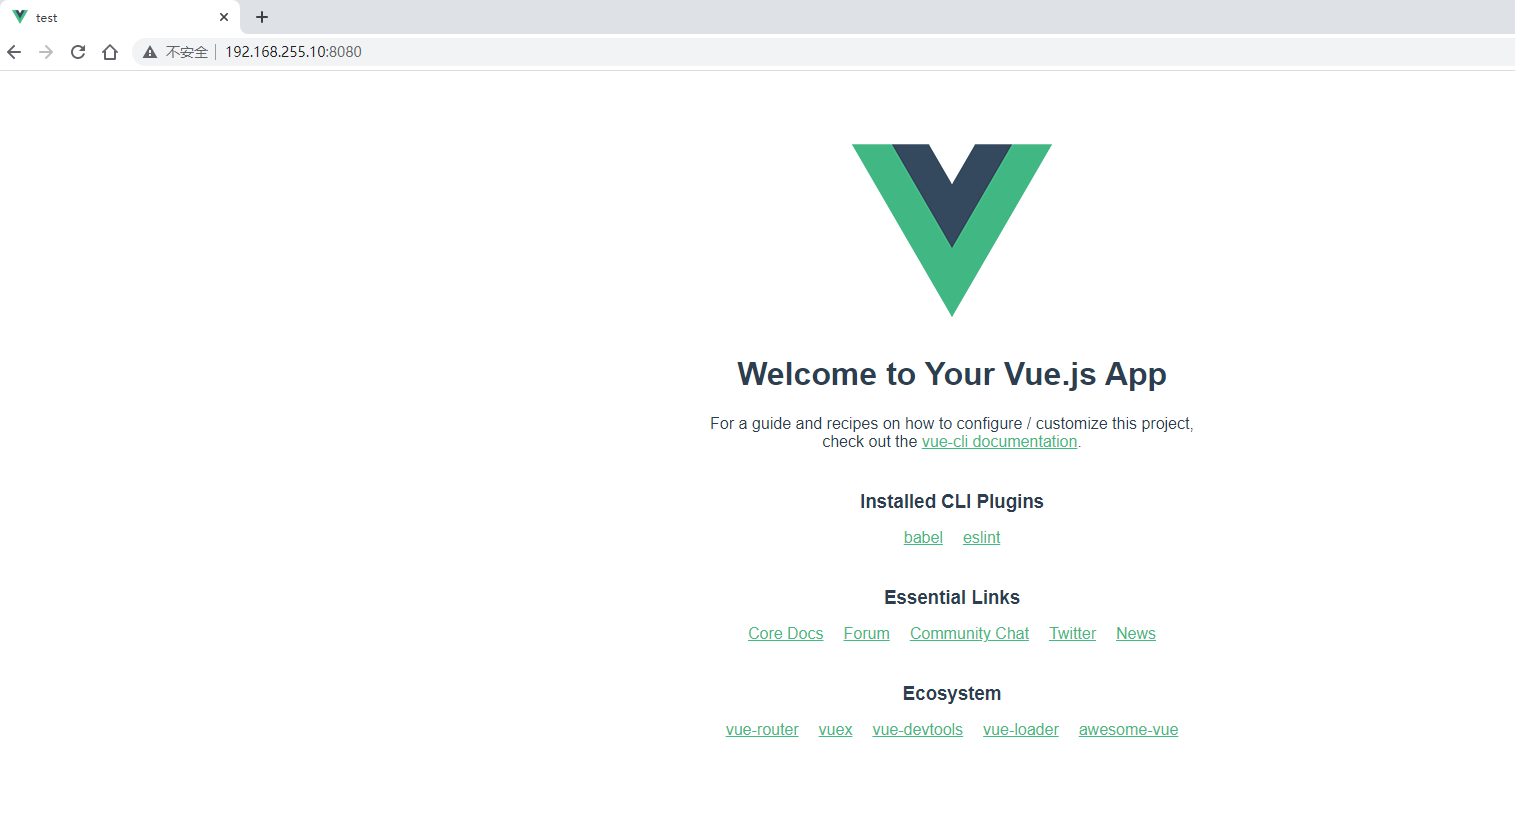 test
不安全 192.168.255.10:8080
Welcome to Your Vue.js App
For a guide and recipes on how to configure / customize this project,
check out the vue-cli documentation.
Installed CLI Plugins
babel eslint
Essential Links
Core Docs Forum Community Chat Twitter News
Ecosystem
vue-router vuex vue-devtools vue-loader awesome-vue